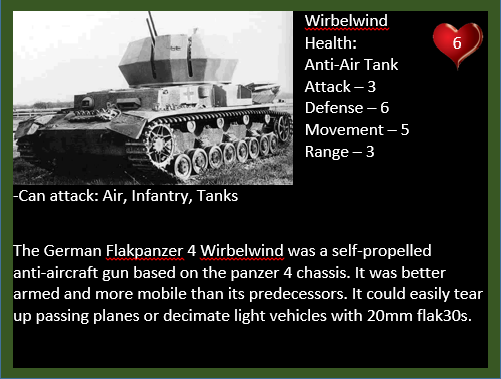 Wirbelwind
Health:
6
Anti-Air Tank
Attack – 3
Defense – 6
Movement – 5
Range – 3
-Can attack: Air, Infantry, Tanks
The German Flakpanzer 4 Wirbelwind was a self-propelled
anti-aircraft gun based on the panzer 4 chassis. It was better
armed and more mobile than its predecessors. It could easily tear
up passing planes or decimate light vehicles with 20mm flak30s.